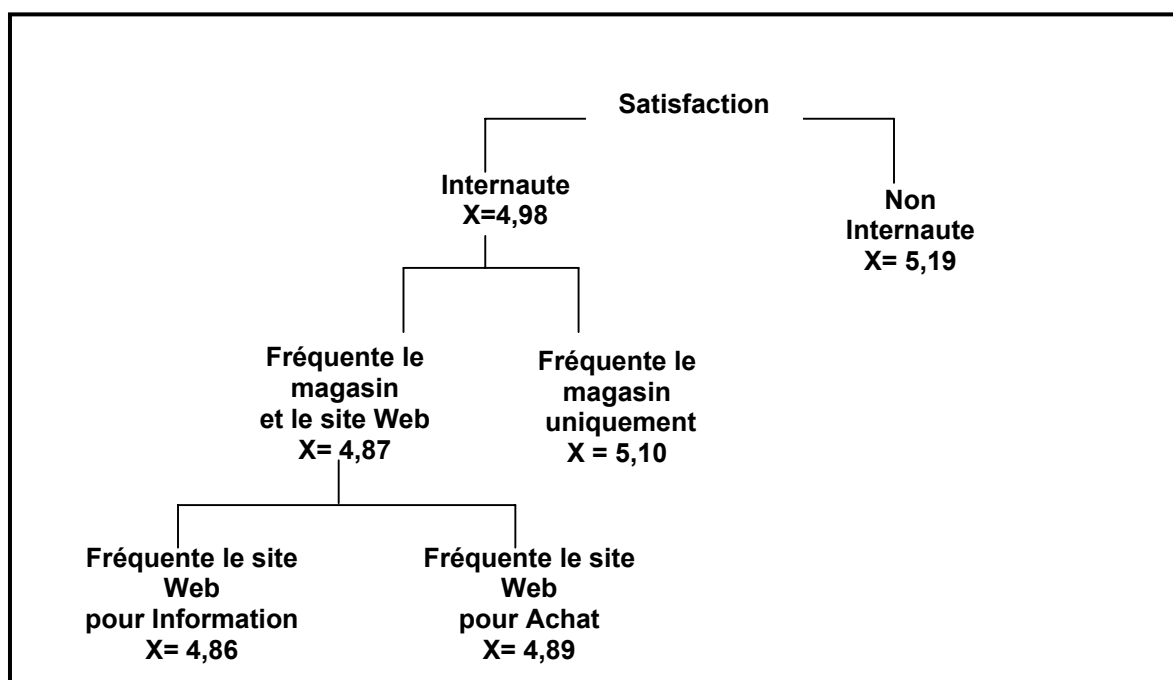 Satisfaction
Internaute
X=4,98
Non
Internaute
X= 5,19
Fréquente le
magasin
et le site Web
X= 4,87
Fréquente le
magasin
uniquement
X = 5,10
Fréquente le site
Web
pour Information
X= 4,86
Fréquente le site
Web
pour Achat
X= 4,89